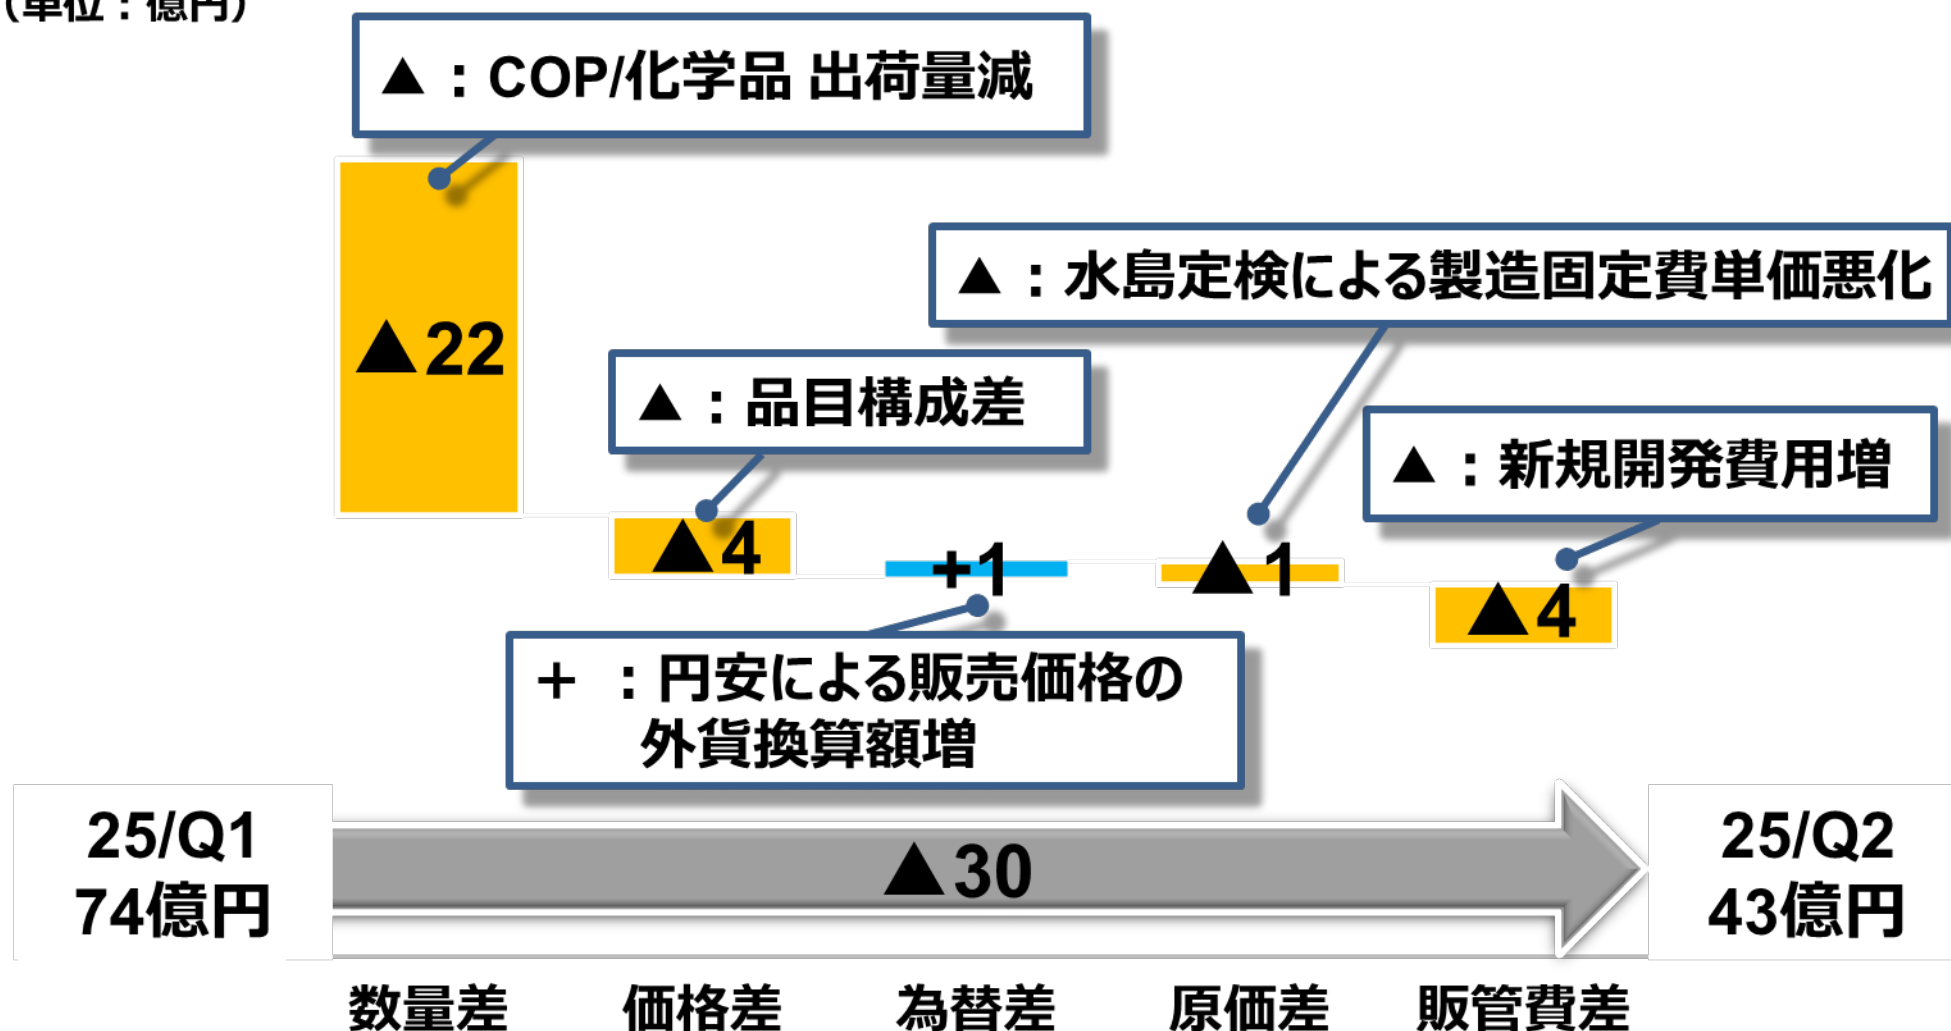 （単位：億円）
▲：COP/化学品 出荷量減
▲：水島定検による製造固定費単価悪化
▲22
▲：品目構成差
▲：新規開発費用増
▲4
+1
▲1
▲4
＋ ：円安による販売価格の
外貨換算額増
25/Q1
74億円
▲30
25/Q2
43億円
数量差 価格差 為替差 原価差 販管費差